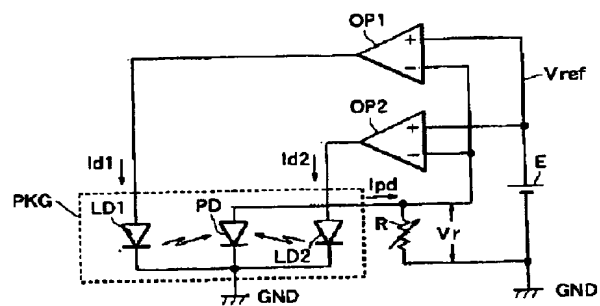 OP1
Vref
OP2
E
Id1
Id2
Ipd
PKG
LD1
PD
LD2
R
Vr
GND
GND
+
−
+
−